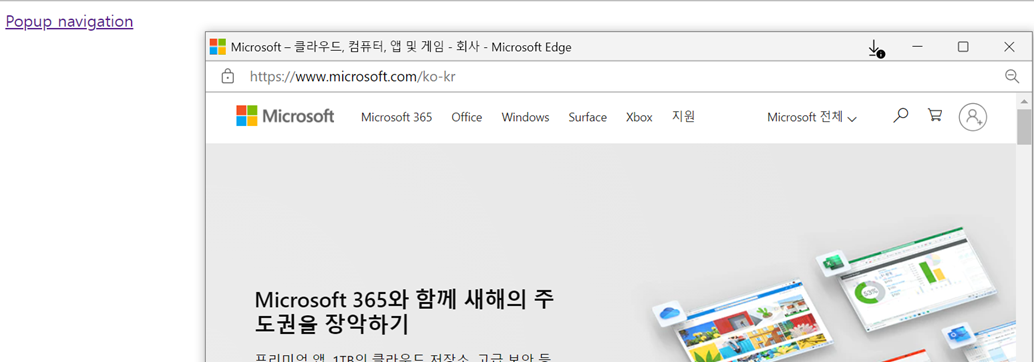 Popup navigation
Microsoft – 클라우드, 컴퓨터, 앱 및 게임 - 회사 - Microsoft Edge
https://www.microsoft.com/ko-kr
Microsoft Microsoft 365 Office Windows Surface Xbox 지원 Microsoft 전체
Microsoft 365와 함께 새해의 주
도권을 장악하기
프리미엄 앱, 1TB의 클라우드 저장소, 고급 보안 등